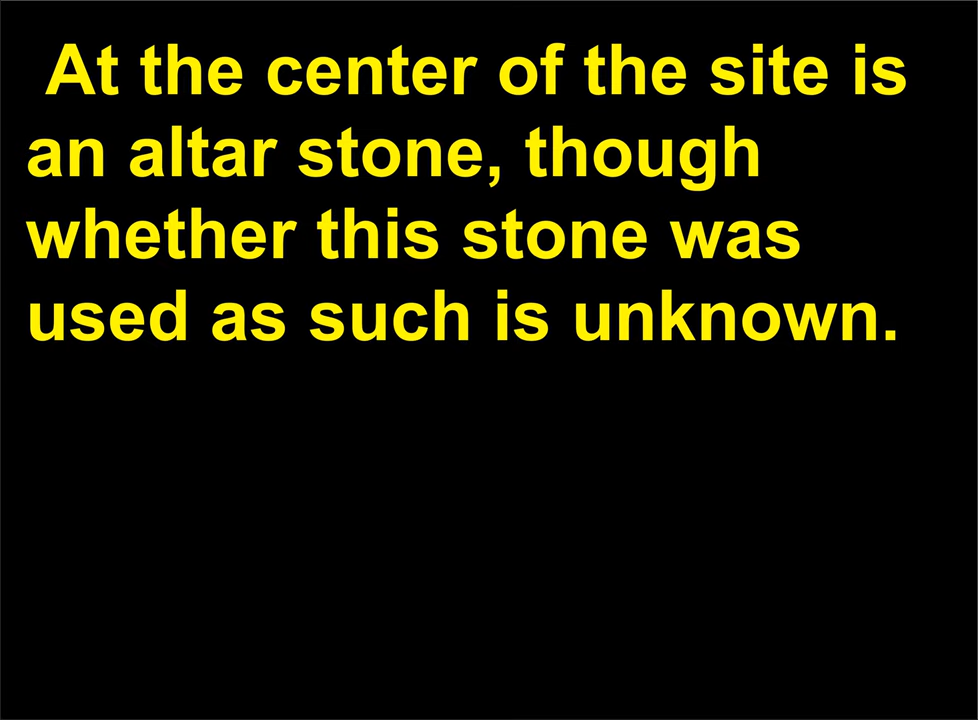 At the center of the site is
an altar stone, though
whether this stone was
used as such is unknown.